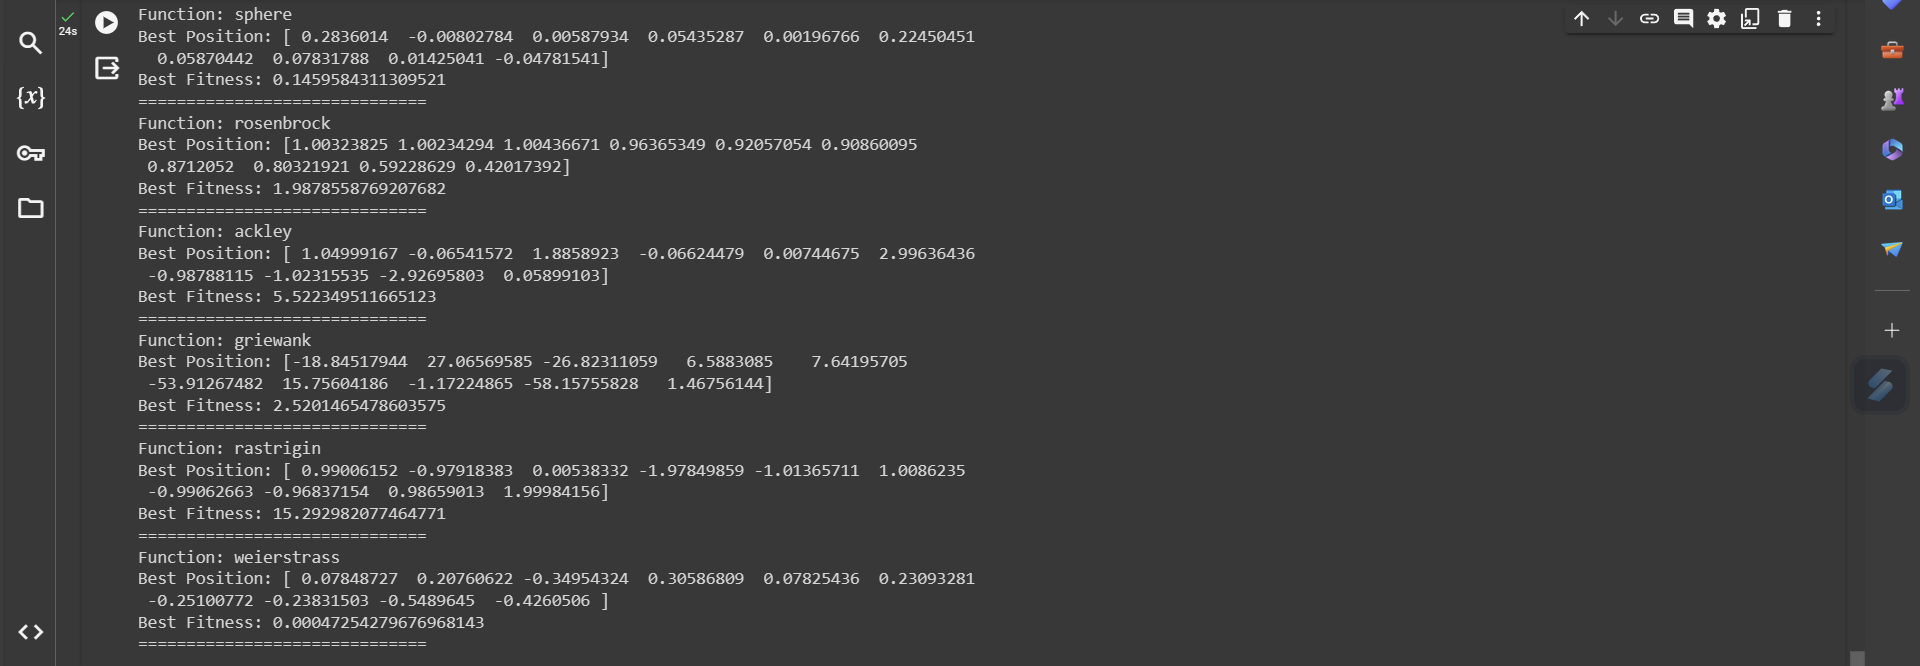 24s
{x}
Function: sphere
Best Position: [ 0.2836014  -0.00802784  0.00587934  0.05435287  0.00196766  0.22450451
  0.05870442  0.07831788  0.01425041 -0.04781541]
Best Fitness: 0.1459584311309521
==============================
Function: rosenbrock
Best Position: [1.00323825 1.00234294 1.00436671 0.96365349 0.92057054 0.90860095
 0.8712052  0.80321921 0.59228629 0.42017392]
Best Fitness: 1.9878558769207682
==============================
Function: ackley
Best Position: [ 1.04999167 -0.06541572  1.8858923  -0.06624479  0.00744675  2.99636436
 -0.98788115 -1.02315535 -2.92695803  0.05899103]
Best Fitness: 5.522349511665123
==============================
Function: griewank
Best Position: [-18.84517944  27.06569585 -26.82311059   6.5883085    7.64195705
 -53.91267482  15.75604186  -1.17224865 -58.15755828   1.46756144]
Best Fitness: 2.5201465478603575
==============================
Function: rastrigin
Best Position: [ 0.99006152 -0.97918383  0.00538332 -1.97849859 -1.01365711  1.0086235
 -0.99062663 -0.96837154  0.98659013  1.99984156]
Best Fitness: 15.292982077464771
==============================
Function: weierstrass
Best Position: [ 0.07848727  0.20760622 -0.34954324  0.30586809  0.07825436  0.23093281
 -0.25100772 -0.23831503 -0.5489645  -0.4260506 ]
Best Fitness: 0.00047254279676968143
==============================